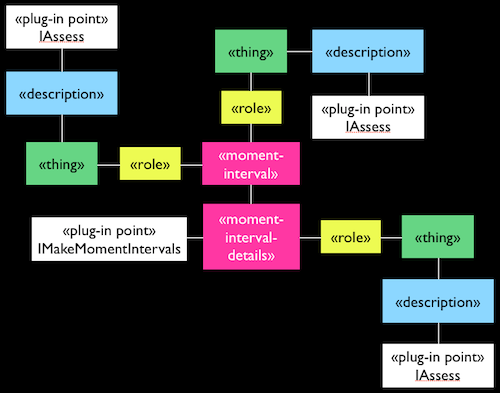 «plug-in point»
IAssess
«description»
«thing»
«role»
«thing»
«description»
«plug-in point»
IAssess
«role»
«moment-
interval»
«plug-in point»
IMakeMomentIntervals
«moment-
interval-
details»
«role»
«thing»
«description»
«plug-in point»
IAssess